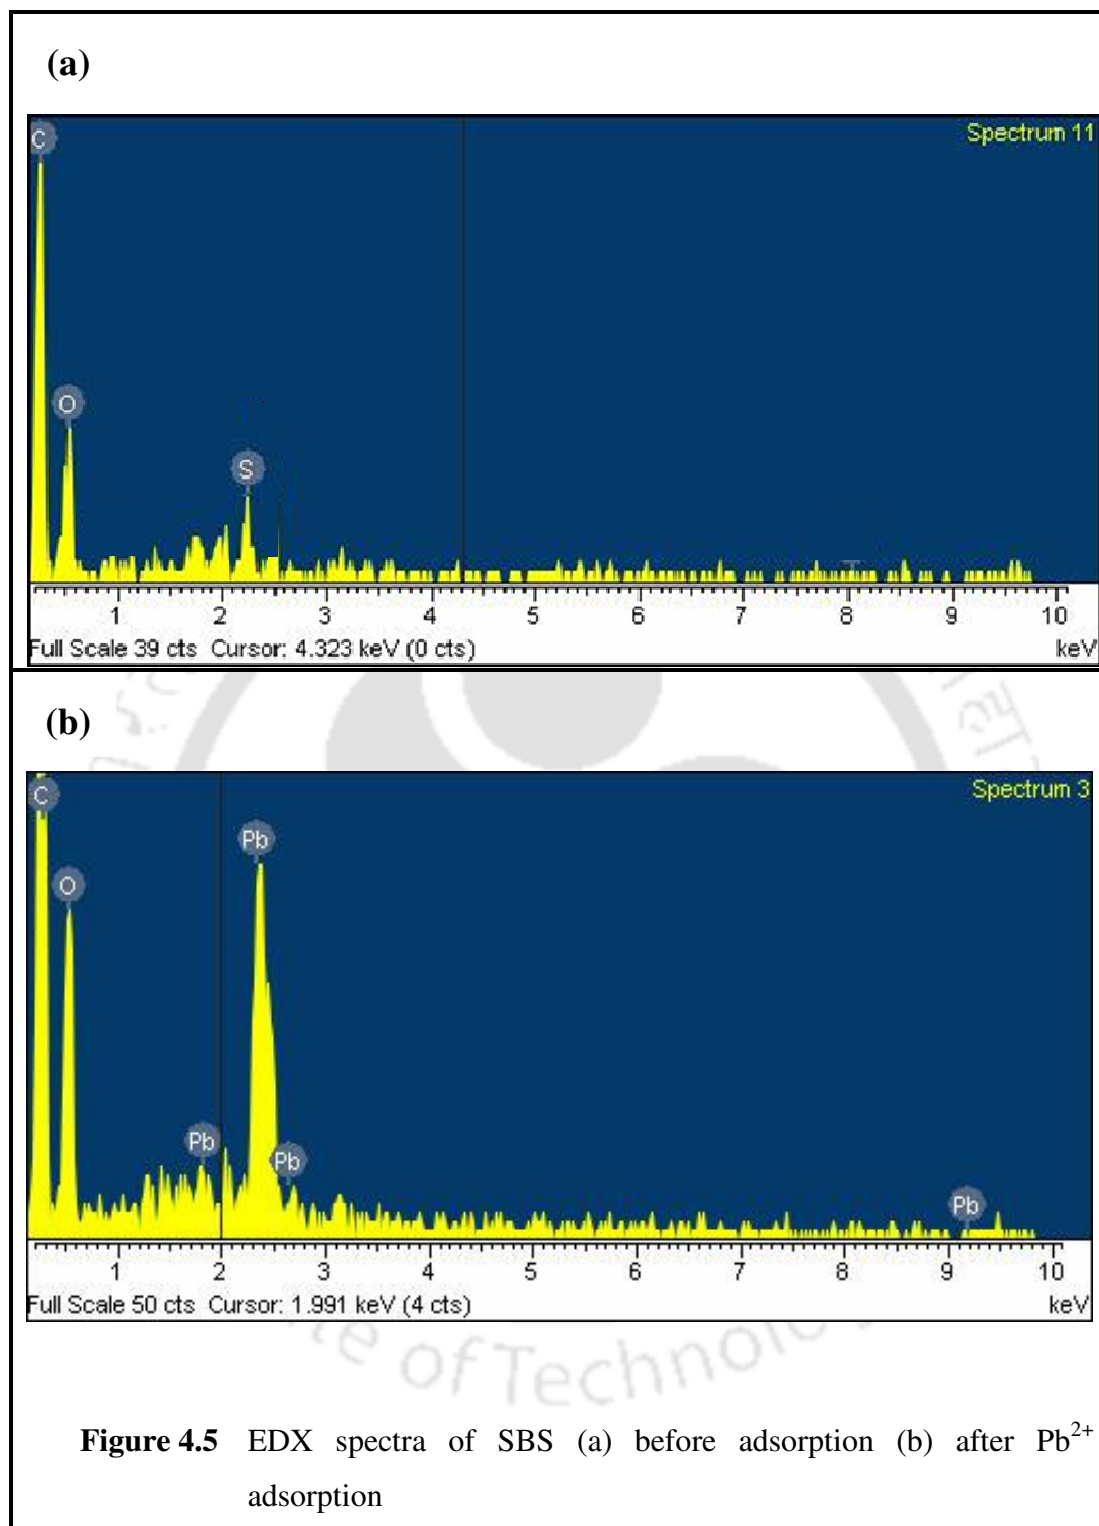 (a)
C
Spectrum 11
O
S
1 2 3 4 5 6 7 8 9 10
Full Scale 39 cts Cursor: 4.323 keV (0 cts) keV
(b)
C
Spectrum 3
Pb
O
Pb
Pb
Pb
1 2 3 4 5 6 7 8 9 10
Full Scale 50 cts Cursor: 1.991 keV (4 cts) keV
of Technolo
Figure 4.5 EDX spectra of SBS (a) before adsorption (b) after Pb²⁺
adsorption